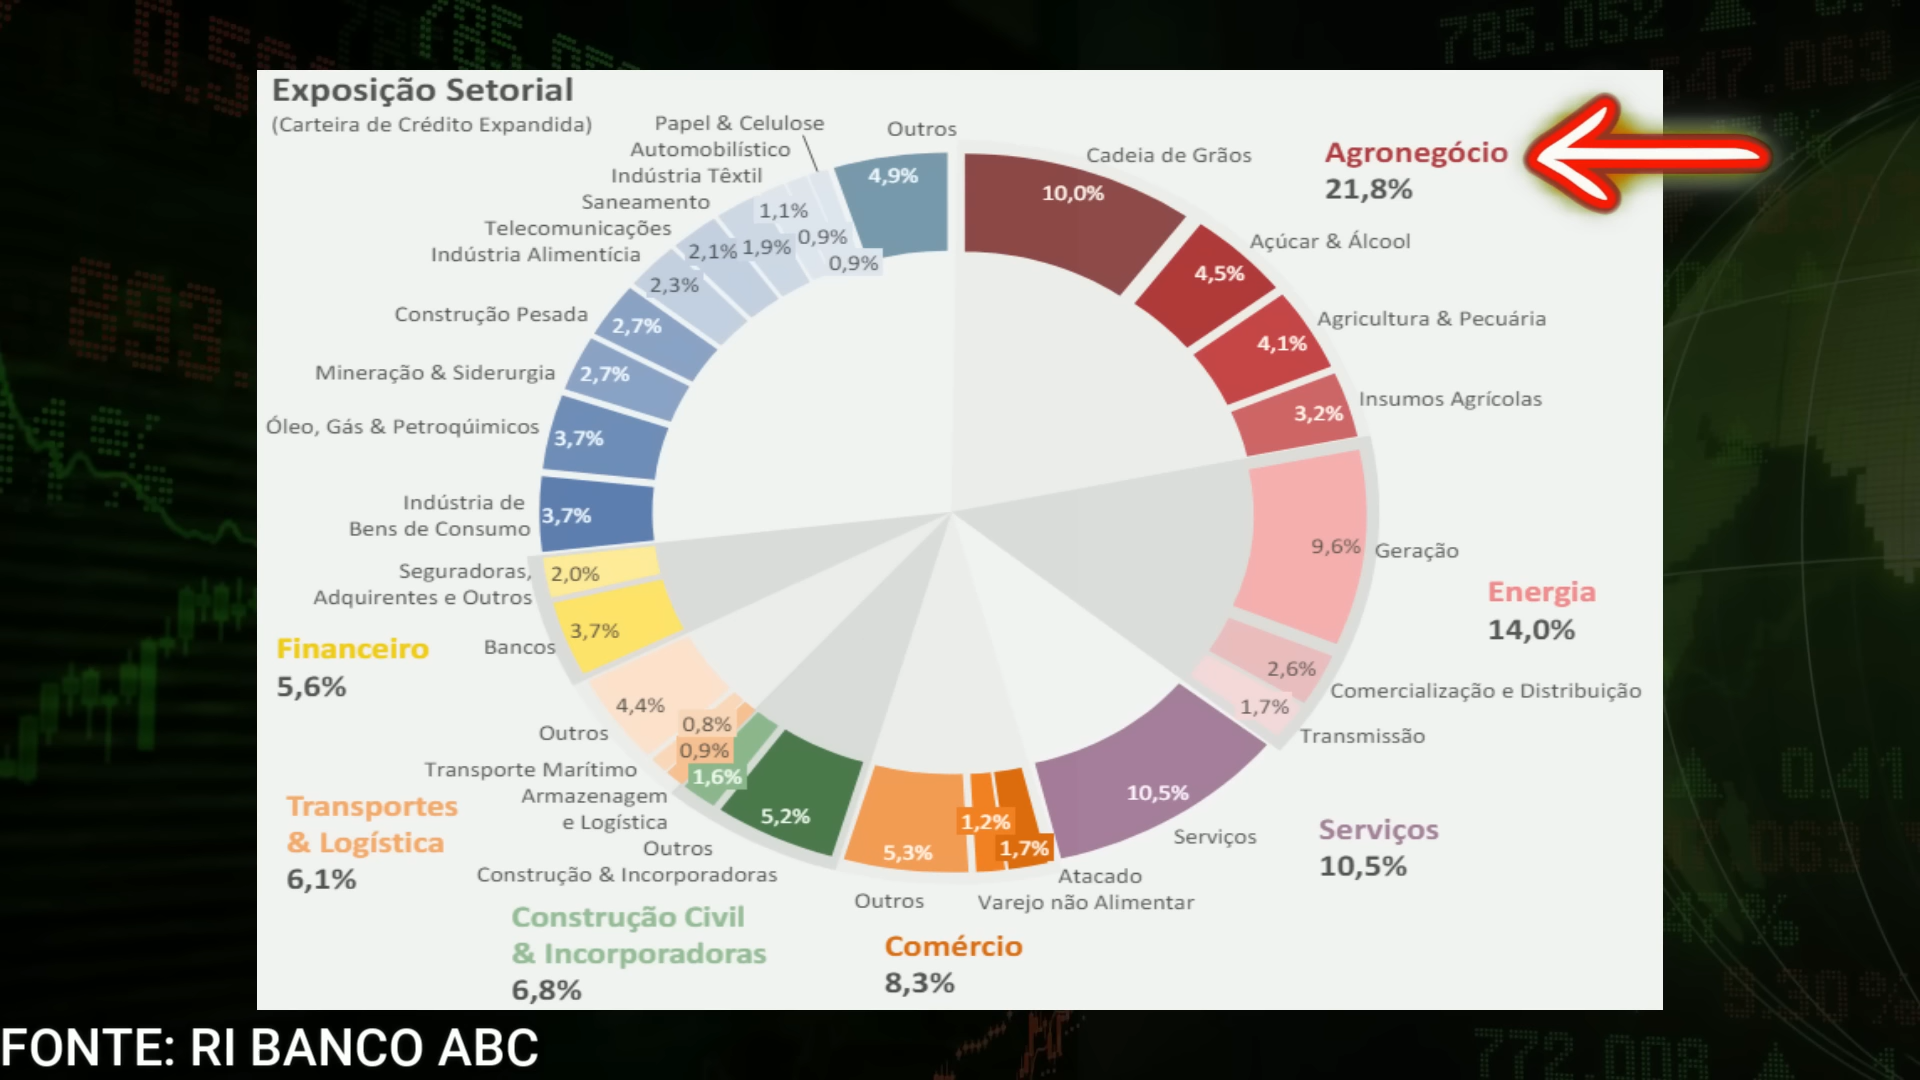 Exposição Setorial
(Carteira de Crédito Expandida)
Papel & Celulose
Automobilístico
Indústria Têxtil
Saneamento
Telecomunicações
Indústria Alimentícia
Construção Pesada
Mineração & Siderurgia
Óleo, Gás & Petroqúimicos
Indústria de
Bens de Consumo
Seguradoras,
Adquirentes e Outros
Bancos
Financeiro
5,6%
Outros
4,9%
1,1%
0,9%
0,9%
1,9%
2,1%
2,3%
2,7%
2,7%
3,7%
3,7%
2,0%
3,7%
Cadeia de Grãos
10,0%
Agronegócio
21,8%
Açúcar & Álcool
4,5%
Agricultura & Pecuária
4,1%
Insumos Agrícolas
3,2%
9,6%
Geração
Energia
14,0%
2,6%
Comercialização e Distribuição
1,7%
Transmissão
10,5%
Serviços
Serviços
10,5%
4,4%
0,8%
0,9%
1,6%
5,2%
5,3%
1,2%
1,7%
Outros
Transporte Marítimo
Armazenagem
e Logística
Transportes
& Logística
6,1%
Outros
Construção & Incorporadoras
Construção Civil
& Incorporadoras
6,8%
Atacado
Outros
Varejo não Alimentar
Comércio
8,3%
FONTE: RI BANCO ABC
785.052
772.008